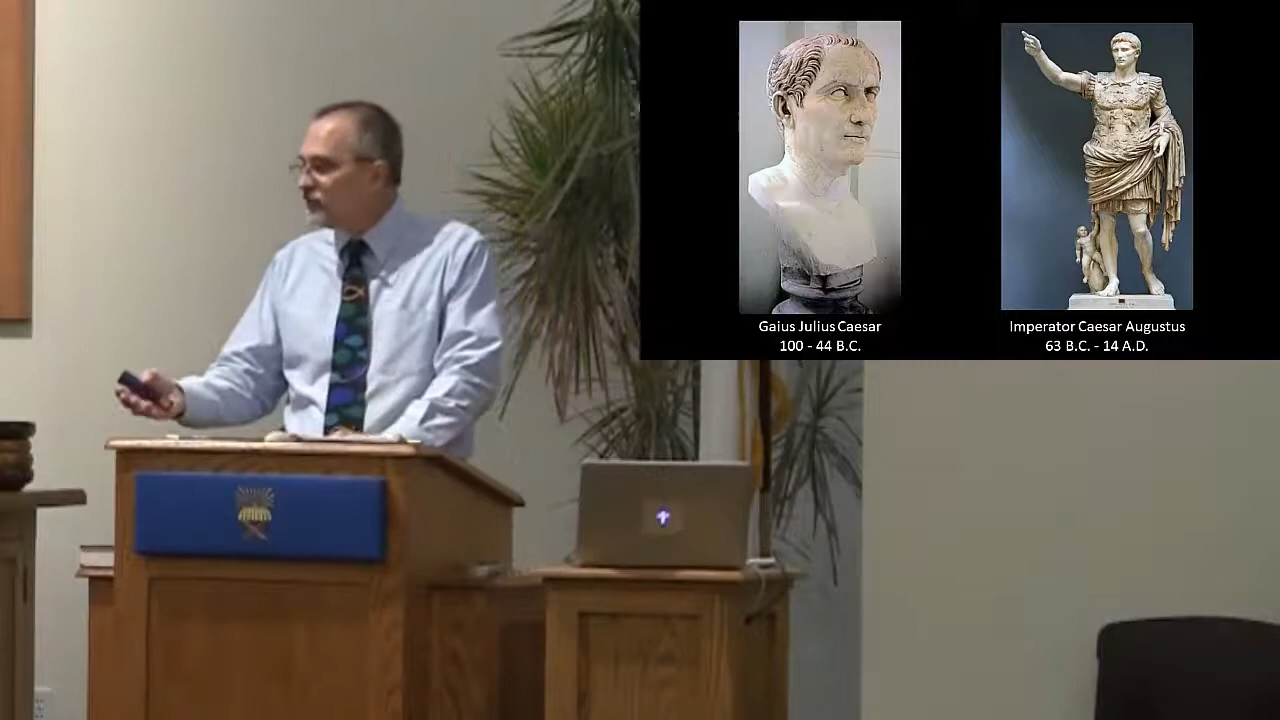 Gaius Julius Caesar
100 - 44 B.C.
Imperator Caesar Augustus
63 B.C. - 14 A.D.